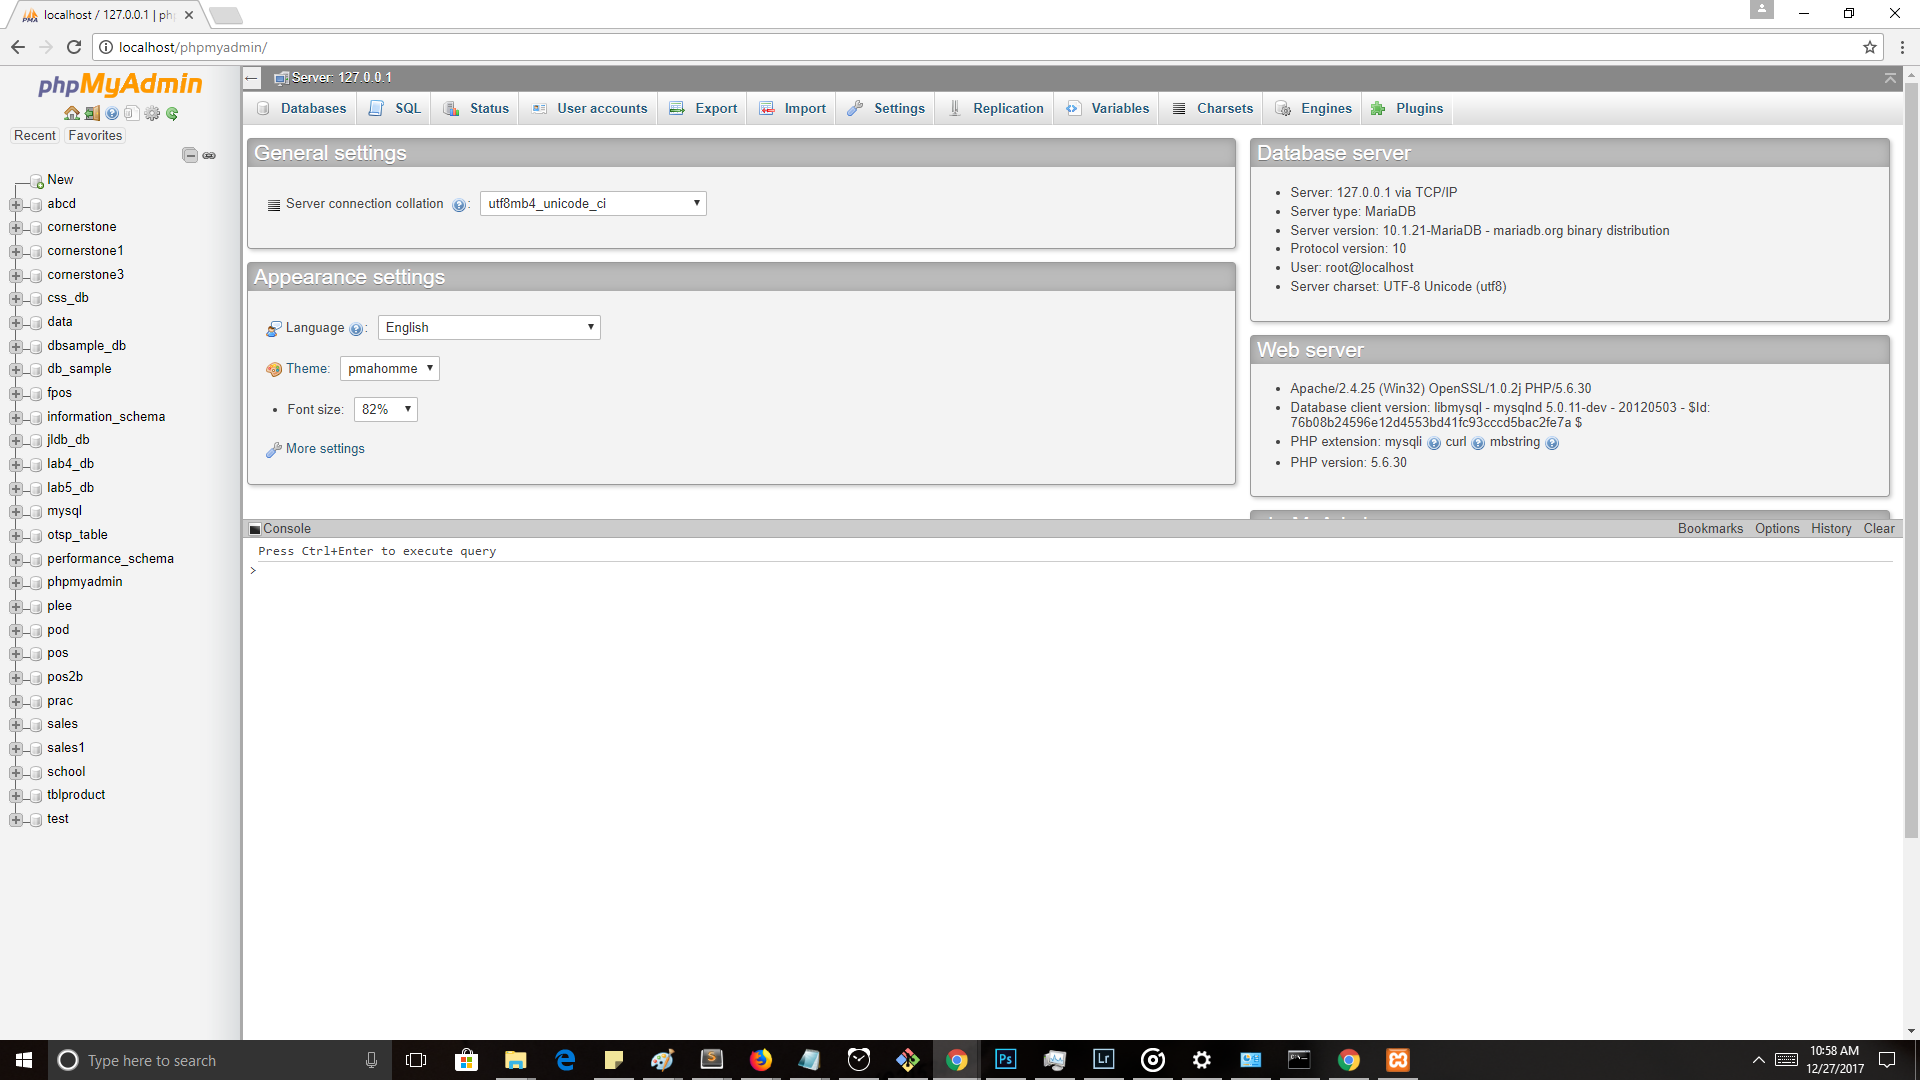 localhost / 127.0.0.1 | ph
localhost/phpmyadmin/
phpMyAdmin
Recent Favorites
New
abcd
cornerstone
cornerstone1
cornerstone3
css_db
data
dbsample_db
db_sample
fpos
information_schema
jldb_db
lab4_db
lab5_db
mysql
otsp_table
performance_schema
phpmyadmin
plee
pod
pos
pos2b
prac
sales
sales1
school
tblproduct
test
Server: 127.0.0.1
Databases SQL Status User accounts Export Import Settings Replication Variables Charsets Engines Plugins
General settings
Server connection collation : utf8mb4_unicode_ci
Appearance settings
Language : English
Theme: pmahomme
Font size: 82%
More settings
Database server
Server: 127.0.0.1 via TCP/IP
Server type: MariaDB
Server version: 10.1.21-MariaDB - mariadb.org binary distribution
Protocol version: 10
User: root@localhost
Server charset: UTF-8 Unicode (utf8)
Web server
Apache/2.4.25 (Win32) OpenSSL/1.0.2j PHP/5.6.30
Database client version: libmysql - mysqlnd 5.0.11-dev - 20120503 - $Id:
76b08b24596e12d4553bd41fc93cccd5bac2fe7a $
PHP extension: mysqli curl mbstring
PHP version: 5.6.30
Console Bookmarks Options History Clear
Press Ctrl+Enter to execute query
>
Type here to search
10:58 AM
12/27/2017